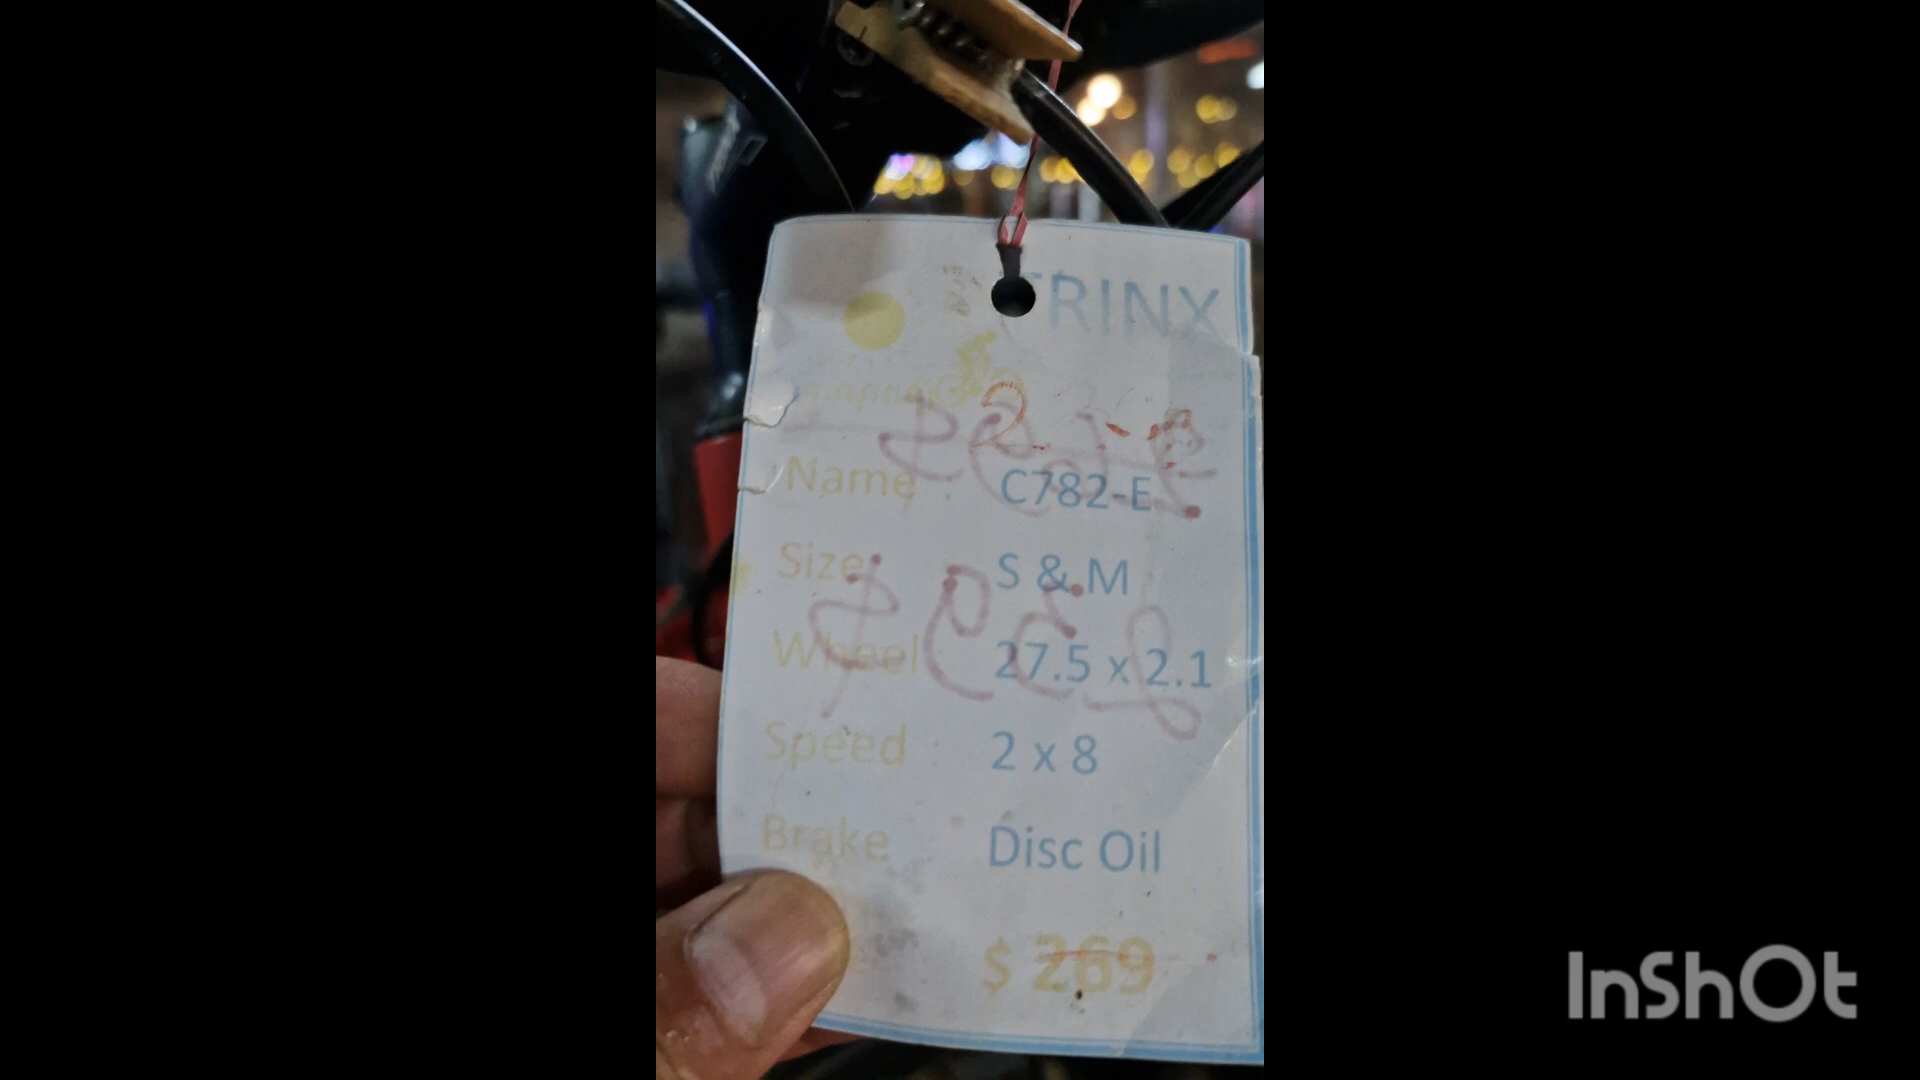 TRINX
Name : C782-E
Size : S & M
Wheel 27.5 x 2.1
Speed : 2 x 8
Brake Disc Oil
$ 269
InShOt